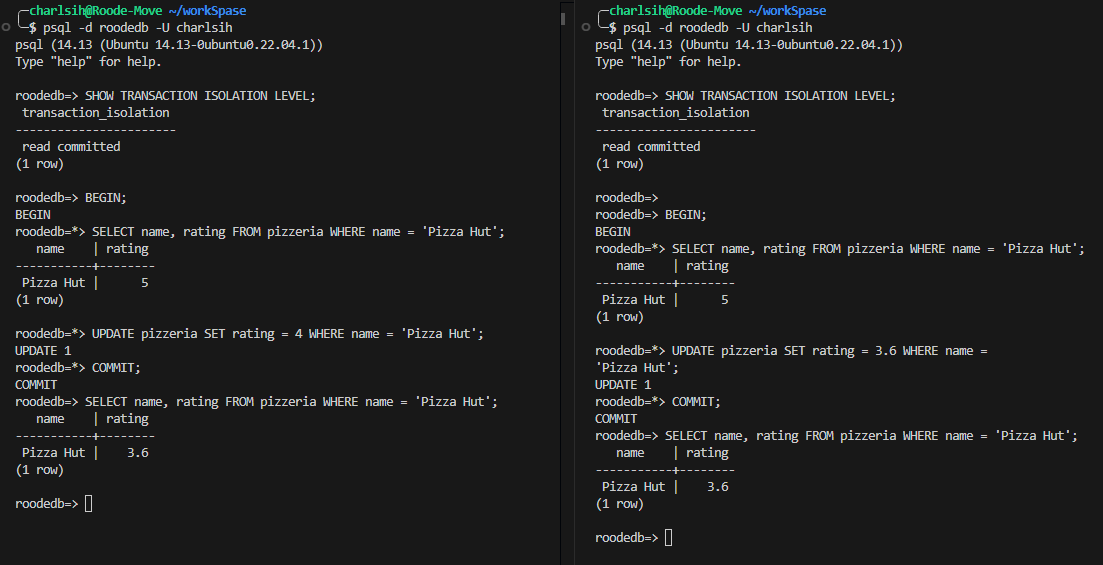 ╭─charlsih@Roode-Move ~/workSpase
╰─$ psql -d roodedb -U charlsih
psql (14.13 (Ubuntu 14.13-0ubuntu0.22.04.1))
Type "help" for help.

roodedb=> SHOW TRANSACTION ISOLATION LEVEL;
 transaction_isolation
-----------------------
 read committed
(1 row)

roodedb=> BEGIN;
BEGIN
roodedb=*> SELECT name, rating FROM pizzeria WHERE name = 'Pizza Hut';
   name    | rating
-----------+--------
 Pizza Hut |      5
(1 row)

roodedb=*> UPDATE pizzeria SET rating = 4 WHERE name = 'Pizza Hut';
UPDATE 1
roodedb=*> COMMIT;
COMMIT
roodedb=> SELECT name, rating FROM pizzeria WHERE name = 'Pizza Hut';
   name    | rating
-----------+--------
 Pizza Hut |    3.6
(1 row)

roodedb=>
╭─charlsih@Roode-Move ~/workSpase
╰─$ psql -d roodedb -U charlsih
psql (14.13 (Ubuntu 14.13-0ubuntu0.22.04.1))
Type "help" for help.

roodedb=> SHOW TRANSACTION ISOLATION LEVEL;
 transaction_isolation
-----------------------
 read committed
(1 row)

roodedb=>
roodedb=> BEGIN;
BEGIN
roodedb=*> SELECT name, rating FROM pizzeria WHERE name = 'Pizza Hut';
   name    | rating
-----------+--------
 Pizza Hut |      5
(1 row)

roodedb=*> UPDATE pizzeria SET rating = 3.6 WHERE name =
'Pizza Hut';
UPDATE 1
roodedb=*> COMMIT;
COMMIT
roodedb=> SELECT name, rating FROM pizzeria WHERE name = 'Pizza Hut';
   name    | rating
-----------+--------
 Pizza Hut |    3.6
(1 row)

roodedb=>